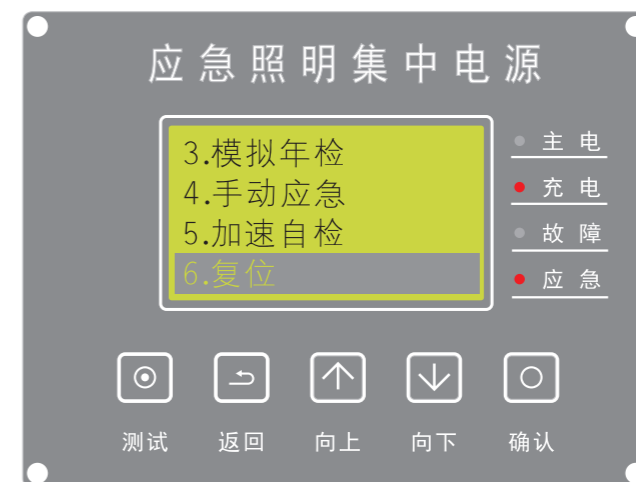 应急照明集中电源
3.模拟年检
4.手动应急
5.加速自检
6.复位
主电
充电
故障
应急
测试 返回 向上 向下 确认